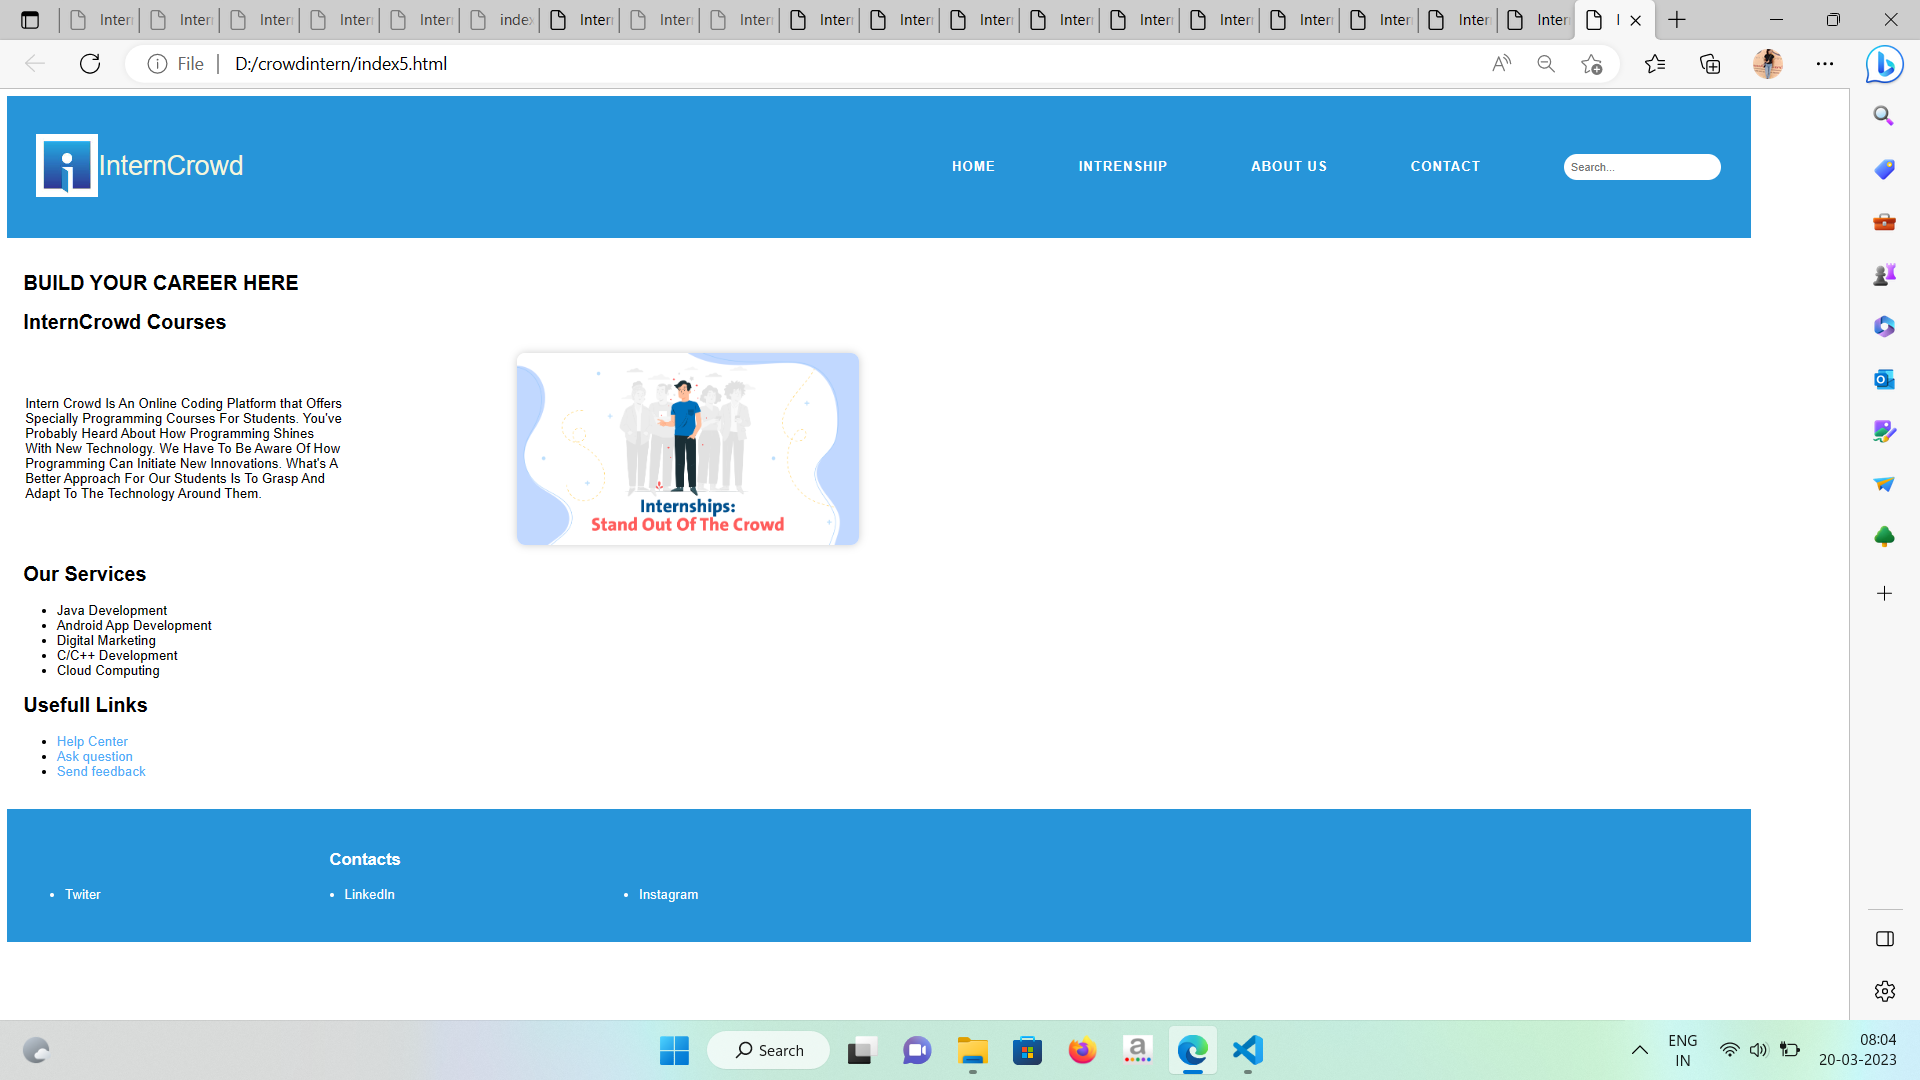 Intern
Intern
Intern
Intern
Intern
index
Intern
Intern
Intern
Intern
Intern
Intern
Intern
Intern
Intern
Intern
Intern
Intern
Intern
I
File
D:/crowdintern/index5.html
InternCrowd
HOME
INTRENSHIP
ABOUT US
CONTACT
Search...
BUILD YOUR CAREER HERE
InternCrowd Courses
Intern Crowd Is An Online Coding Platform that Offers
Specially Programming Courses For Students. You've
Probably Heard About How Programming Shines
With New Technology. We Have To Be Aware Of How
Programming Can Initiate New Innovations. What's A
Better Approach For Our Students Is To Grasp And
Adapt To The Technology Around Them.
Internships:
Stand Out Of The Crowd
Our Services
Java Development
Android App Development
Digital Marketing
C/C++ Development
Cloud Computing
Usefull Links
Help Center
Ask question
Send feedback
Contacts
Twiter
LinkedIn
Instagram
Search
ENG
IN
08:04
20-03-2023